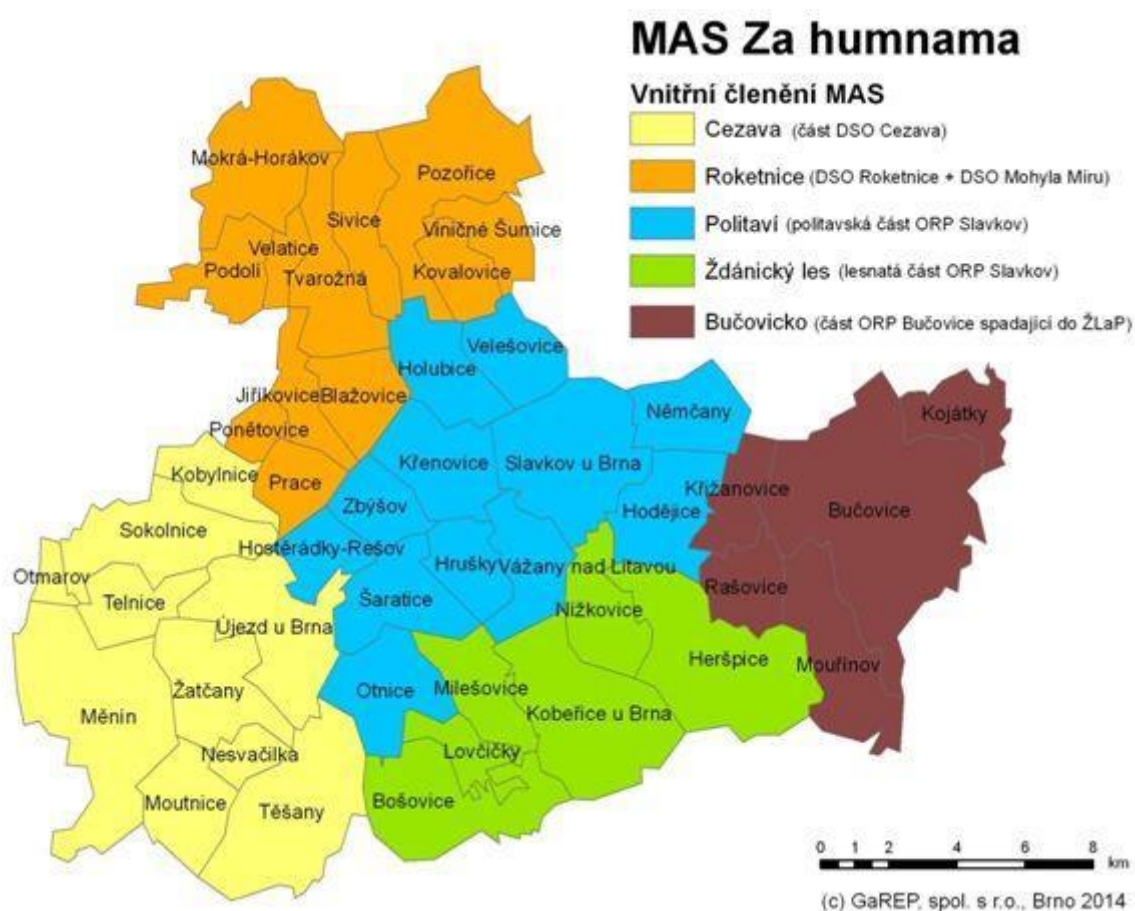 MAS Za humnama
Vnitřní členění MAS
Cezava (část DSO Cezava)
Roketnice (DSO Roketnice + DSO Mohyla Míru)
Politaví (politavská část ORP Slavkov)
Ždánický les (lesnatá část ORP Slavkov)
Bučovicko (část ORP Bučovice spadající do ŽLaP)
Mokrá-Horákov
Pozořice
Sivice
Viničné Šumice
Velatice
Podolí
Tvarožná
Kovalovice
Velešovice
Holubice
Jiříkovice
Blažovice
Němčany
Kojátky
Ponětovice
Křenovice
Slavkov u Brna
Kobylnice
Prace
Křižanovice
Bučovice
Zbýšov
Hodějice
Sokolnice
Hostěrádky-Rešov
Hrušky
Vážany nad Litavou
Otmarov
Telnice
Šaratice
Rašovice
Nížkovice
Újezd u Brna
Heršpice
Mouřínov
Žatčany
Otnice
Milešovice
Kobeřice u Brna
Měnín
Nesvačilka
Lovčičky
Moutnice
Těšany
Bošovice
0 1 2 4 6 8
km
(c) GaREP, spol. s r.o., Brno 2014